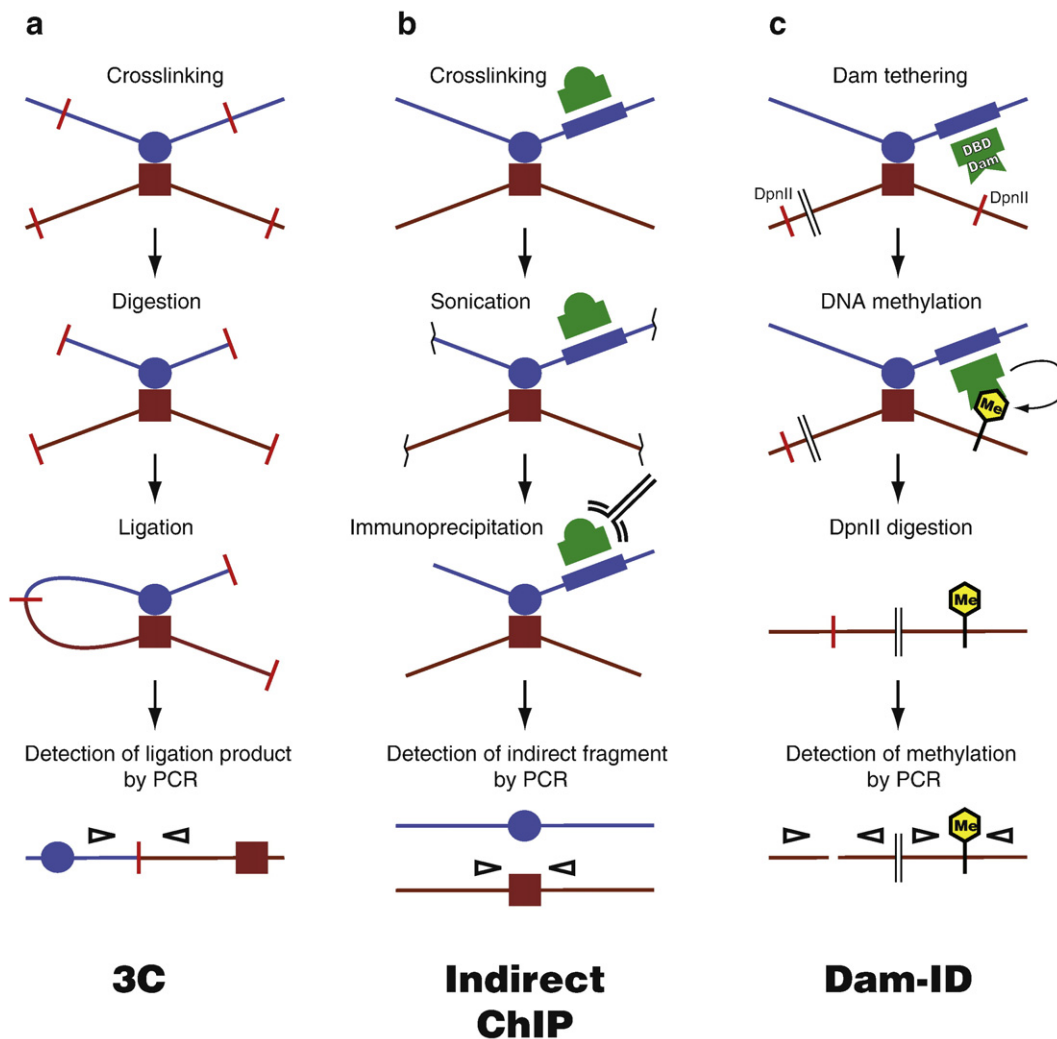 a
Crosslinking
Digestion
Ligation
Detection of ligation product
by PCR
3C
b
Crosslinking
Sonication
Immunoprecipitation
Detection of indirect fragment
by PCR
Indirect
ChIP
c
Dam tethering
DBD
Dam
DpnII
DpnII
DNA methylation
Me
DpnII digestion
Me
Detection of methylation
by PCR
Me
Dam-ID